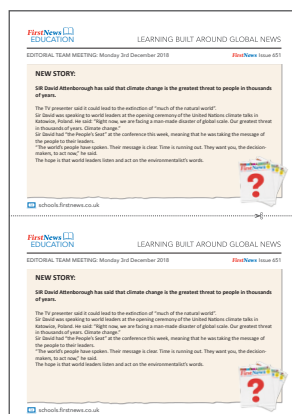 FirstNews
EDUCATION
LEARNING BUILT AROUND GLOBAL NEWS
EDITORIAL TEAM MEETING: Monday 3rd December 2018
FirstNews Issue 651
NEW STORY:
SIR David Attenborough has said that climate change is the greatest threat to people in thousands
of years.
The TV presenter said it could lead to the extinction of "much of the natural world".
Sir David was speaking to world leaders at the opening ceremony of the United Nations climate talks in
Katowice, Poland. He said: "Right now, we are facing a man-made disaster of global scale. Our greatest threat
in thousands of years. Climate change."
Sir David had "the People's Seat" at the conference this week, meaning that he was taking the message of
the people to their leaders.
"The world's people have spoken. Their message is clear. Time is running out. They want you, the decision-
makers, to act now," he said.
The hope is that world leaders listen and act on the environmentalist's words.
?
schools.firstnews.co.uk
FirstNews
EDUCATION
LEARNING BUILT AROUND GLOBAL NEWS
EDITORIAL TEAM MEETING: Monday 3rd December 2018
FirstNews Issue 651
NEW STORY:
SIR David Attenborough has said that climate change is the greatest threat to people in thousands
of years.
The TV presenter said it could lead to the extinction of "much of the natural world".
Sir David was speaking to world leaders at the opening ceremony of the United Nations climate talks in
Katowice, Poland. He said: "Right now, we are facing a man-made disaster of global scale. Our greatest threat
in thousands of years. Climate change."
Sir David had "the People's Seat" at the conference this week, meaning that he was taking the message of
the people to their leaders.
"The world's people have spoken. Their message is clear. Time is running out. They want you, the decision-
makers, to act now," he said.
The hope is that world leaders listen and act on the environmentalist's words.
?
schools.firstnews.co.uk